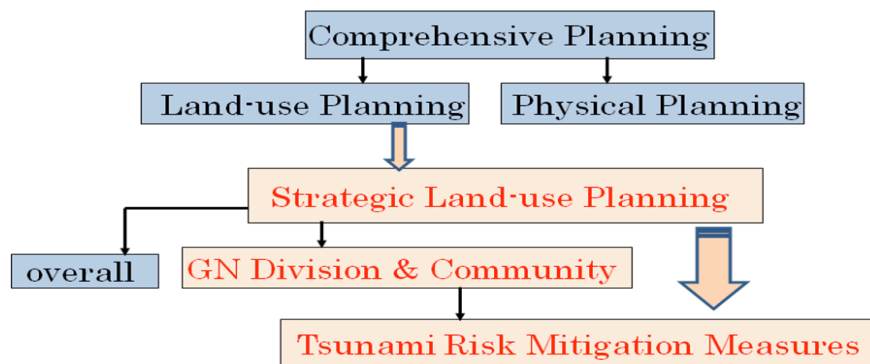 Comprehensive Planning
Land-use Planning
Physical Planning
Strategic Land-use Planning
overall
GN Division & Community
Tsunami Risk Mitigation Measures